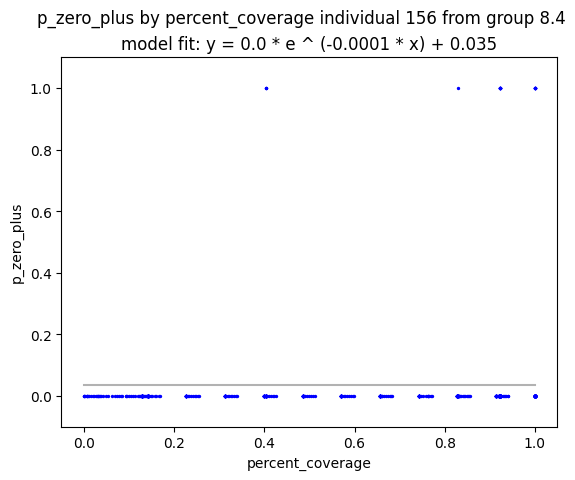 p_zero_plus by percent_coverage individual 156 from group 8.4
model fit: y = 0.0 * e ^ (-0.0001 * x) + 0.035
1.0
0.8
0.6
0.4
0.2
0.0
p_zero_plus
0.0 0.2 0.4 0.6 0.8 1.0
percent_coverage